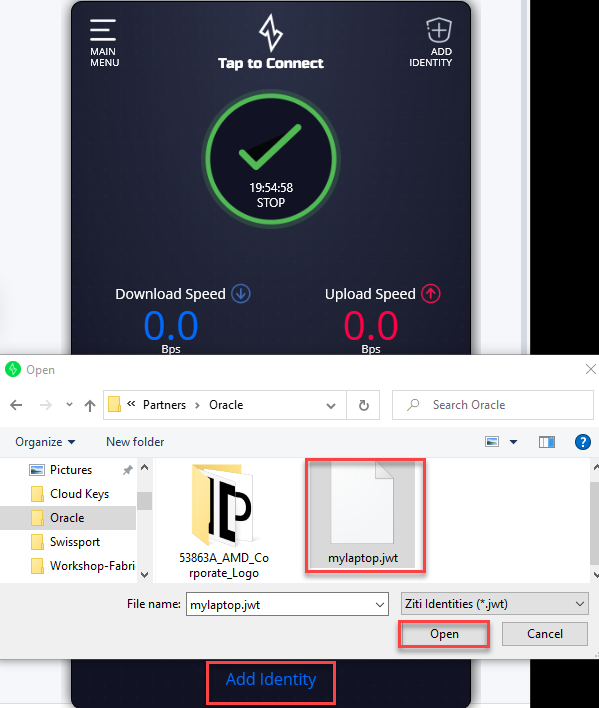 MAIN
MENU
Tap to Connect
ADD
IDENTITY
19:54:58
STOP
Download Speed
Upload Speed
0.0
0.0
Bps
Bps
Open
« Partners › Oracle
Search Oracle
Organize
New folder
Pictures
Cloud Keys
Oracle
Swissport
Workshop-Fabri
53863A_AMD_Co
rporate_Logo
mylaptop.jwt
File name:
mylaptop.jwt
Ziti Identities (*.jwt)
Open
Cancel
Add Identity